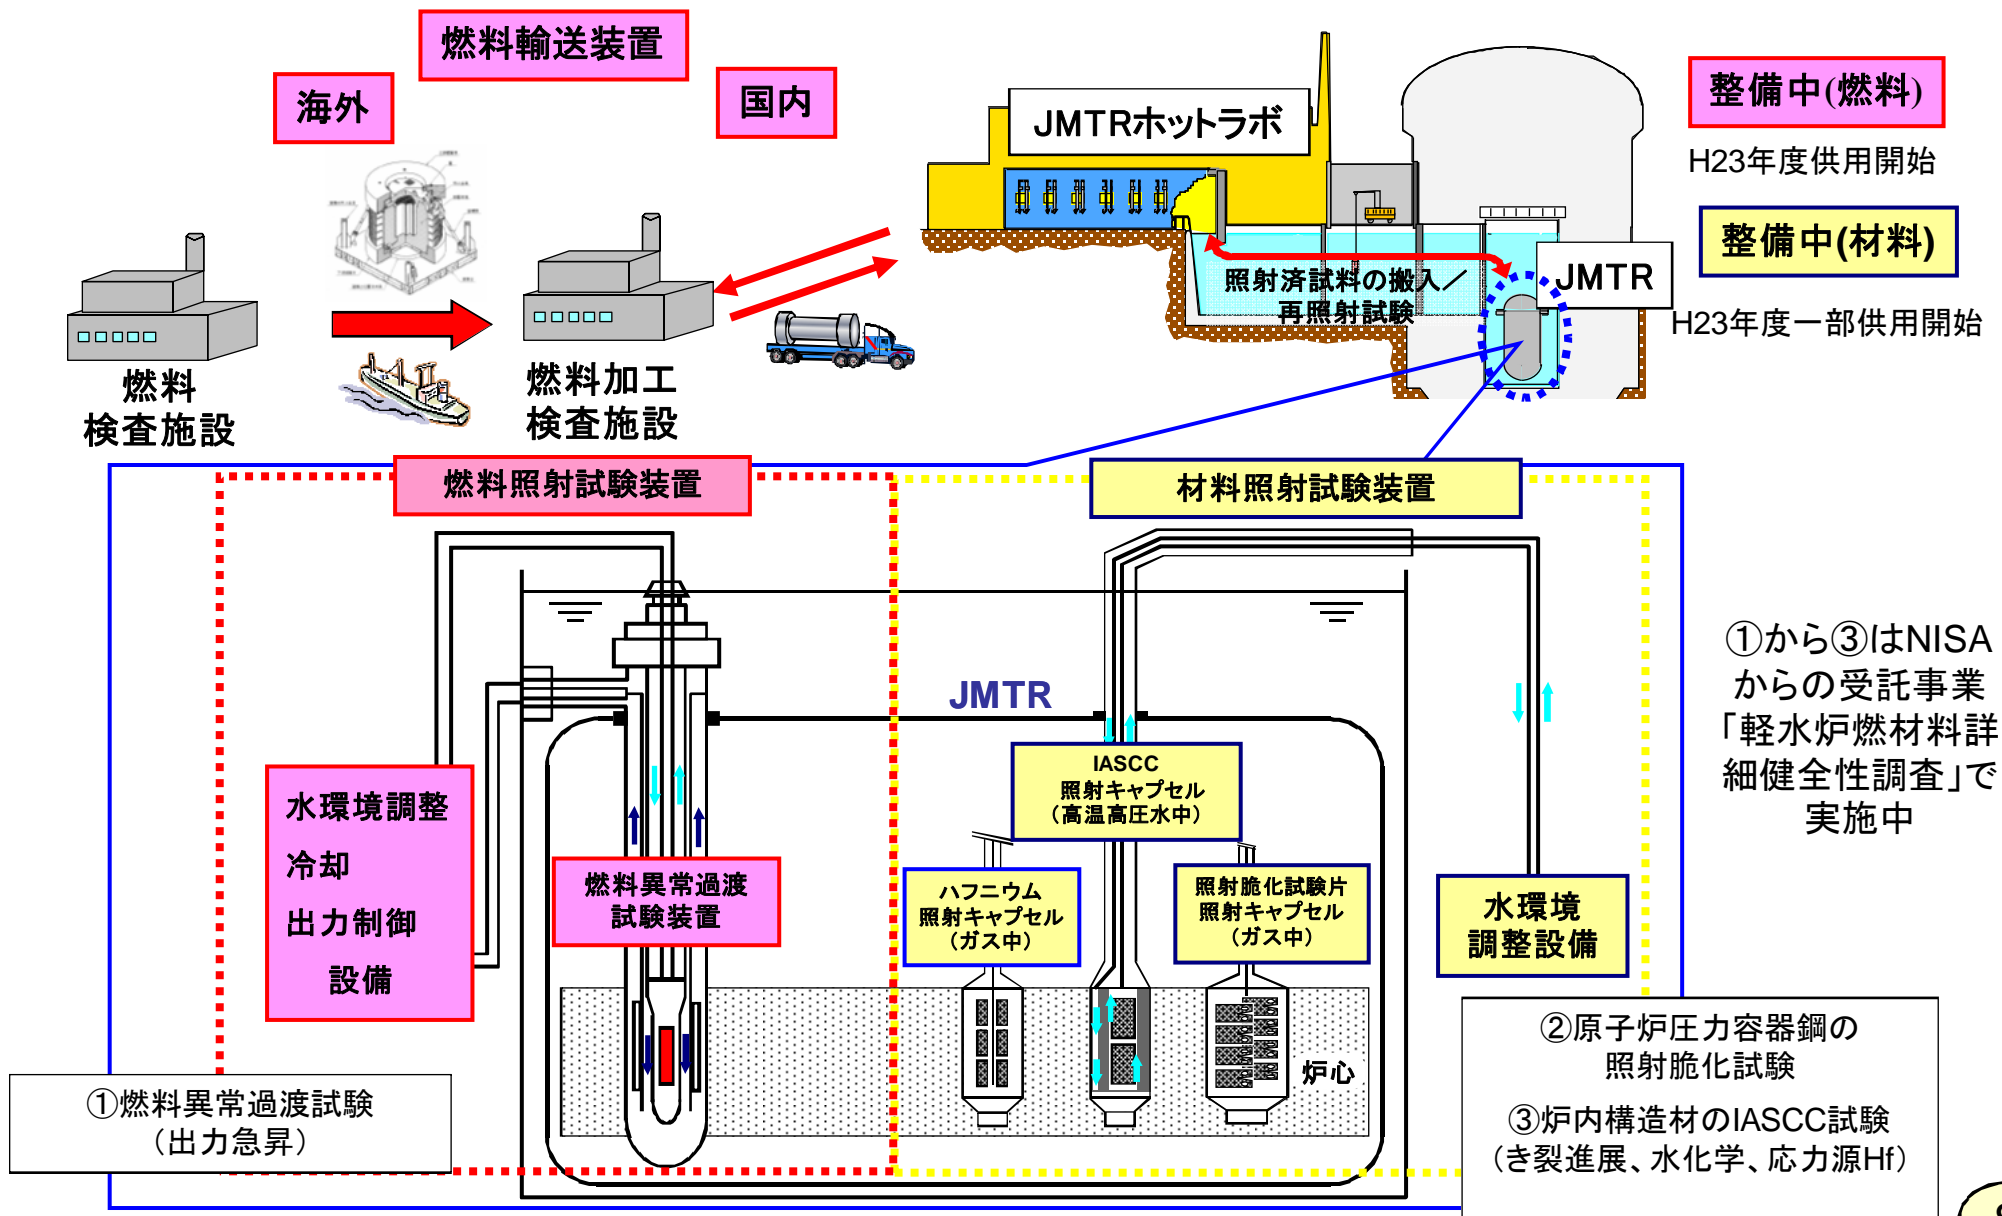 燃料輸送装置
海外
国内
JMTRホットラボ
整備中(燃料)
H23年度供用開始
整備中(材料)
H23年度一部供用開始
JMTR
照射済試料の搬入／
再照射試験
燃料
検査施設
燃料加工
検査施設
燃料照射試験装置
材料照射試験装置
JMTR
水環境調整
冷却
出力制御
設備
燃料異常過渡
試験装置
IASCC
照射キャプセル
（高温高圧水中）
ハフニウム
照射キャプセル
（ガス中）
照射脆化試験片
照射キャプセル
（ガス中）
水環境
調整設備
炉心
①から③はNISA
からの受託事業
「軽水炉燃材料詳
細健全性調査」で
実施中
①燃料異常過渡試験
（出力急昇）
②原子炉圧力容器鋼の
照射脆化試験
③炉内構造材のIASCC試験
（き裂進展、水化学、応力源Hf）